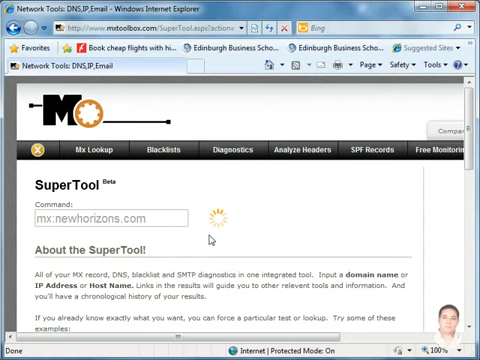 Network Tools: DNS,IP,Email - Windows Internet Explorer
http://www.mxtoolbox.com/SuperTool.aspx?action=
Bing
Favorites
Book cheap flights with h...
Edinburgh Business Scho...
Edinburgh Business Scho...
Suggested Sites
Network Tools: DNS,IP,Email
Page
Safety
Tools
Mx Lookup
Blacklists
Diagnostics
Analyze Headers
SPF Records
Free Monitorin
SuperTool Beta
Command:
mx:newhorizons.com
About the SuperTool!
All of your MX record, DNS, blacklist and SMTP diagnostics in one integrated tool. Input a domain name or
IP Address or Host Name. Links in the results will guide you to other relevant tools and information. And
you'll have a chronological history of your results.
If you already know exactly what you want, you can force a particular test or lookup. Try some of these
examples:
Done
Internet | Protected Mode: On
100%